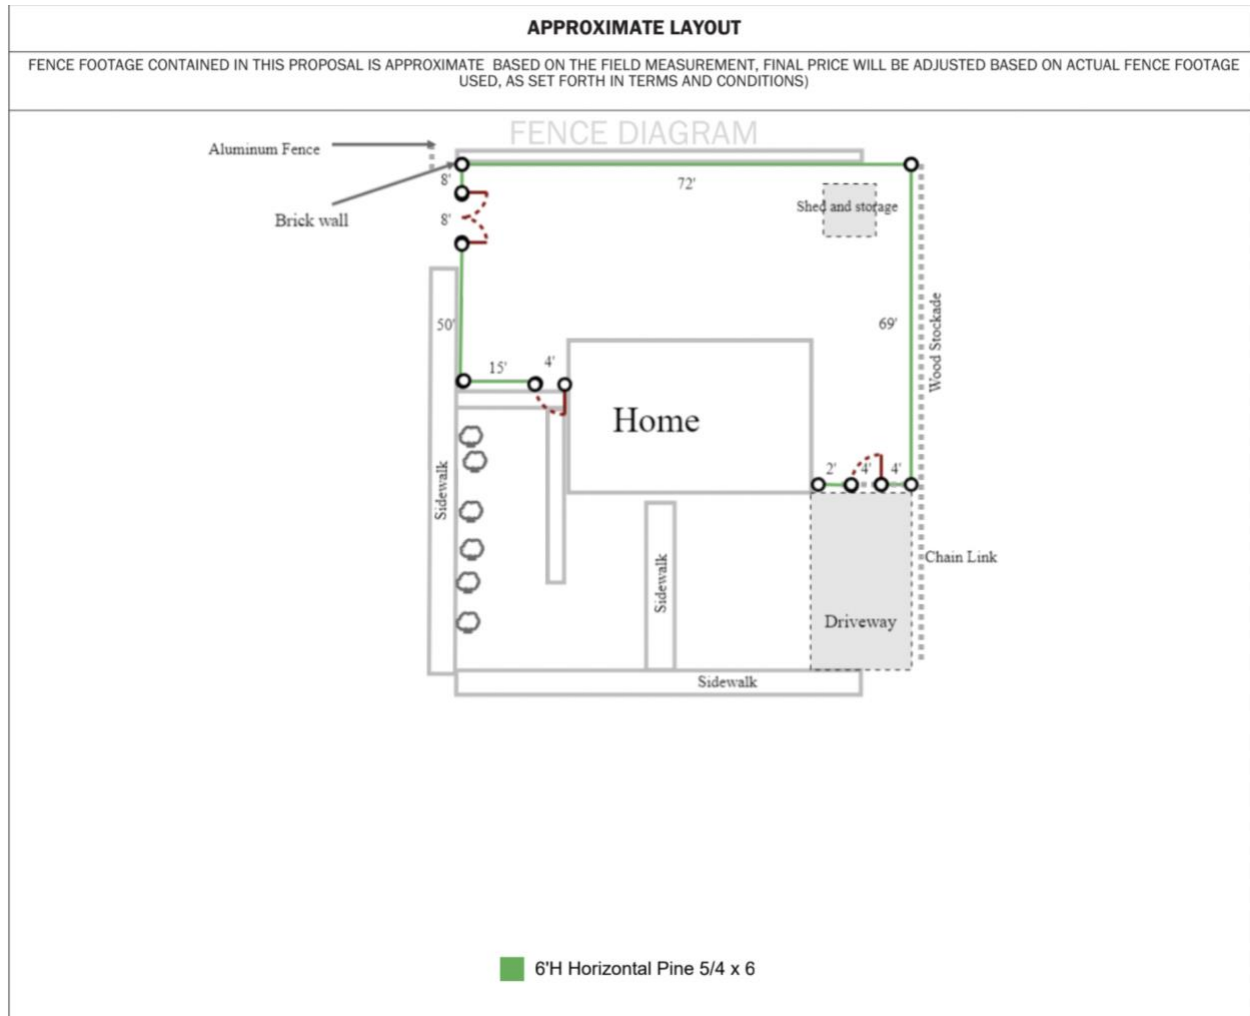 APPROXIMATE LAYOUT
FENCE FOOTAGE CONTAINED IN THIS PROPOSAL IS APPROXIMATE BASED ON THE FIELD MEASUREMENT, FINAL PRICE WILL BE ADJUSTED BASED ON ACTUAL FENCE FOOTAGE
USED, AS SET FORTH IN TERMS AND CONDITIONS)
FENCE DIAGRAM
Aluminum Fence
8'
72'
Shed and storage
Brick wall
8'
50'
69'
Wood Stockade
15'
4'
Home
2'
4'
4'
Sidewalk
Chain Link
Sidewalk
Driveway
Sidewalk
6'H Horizontal Pine 5/4 x 6